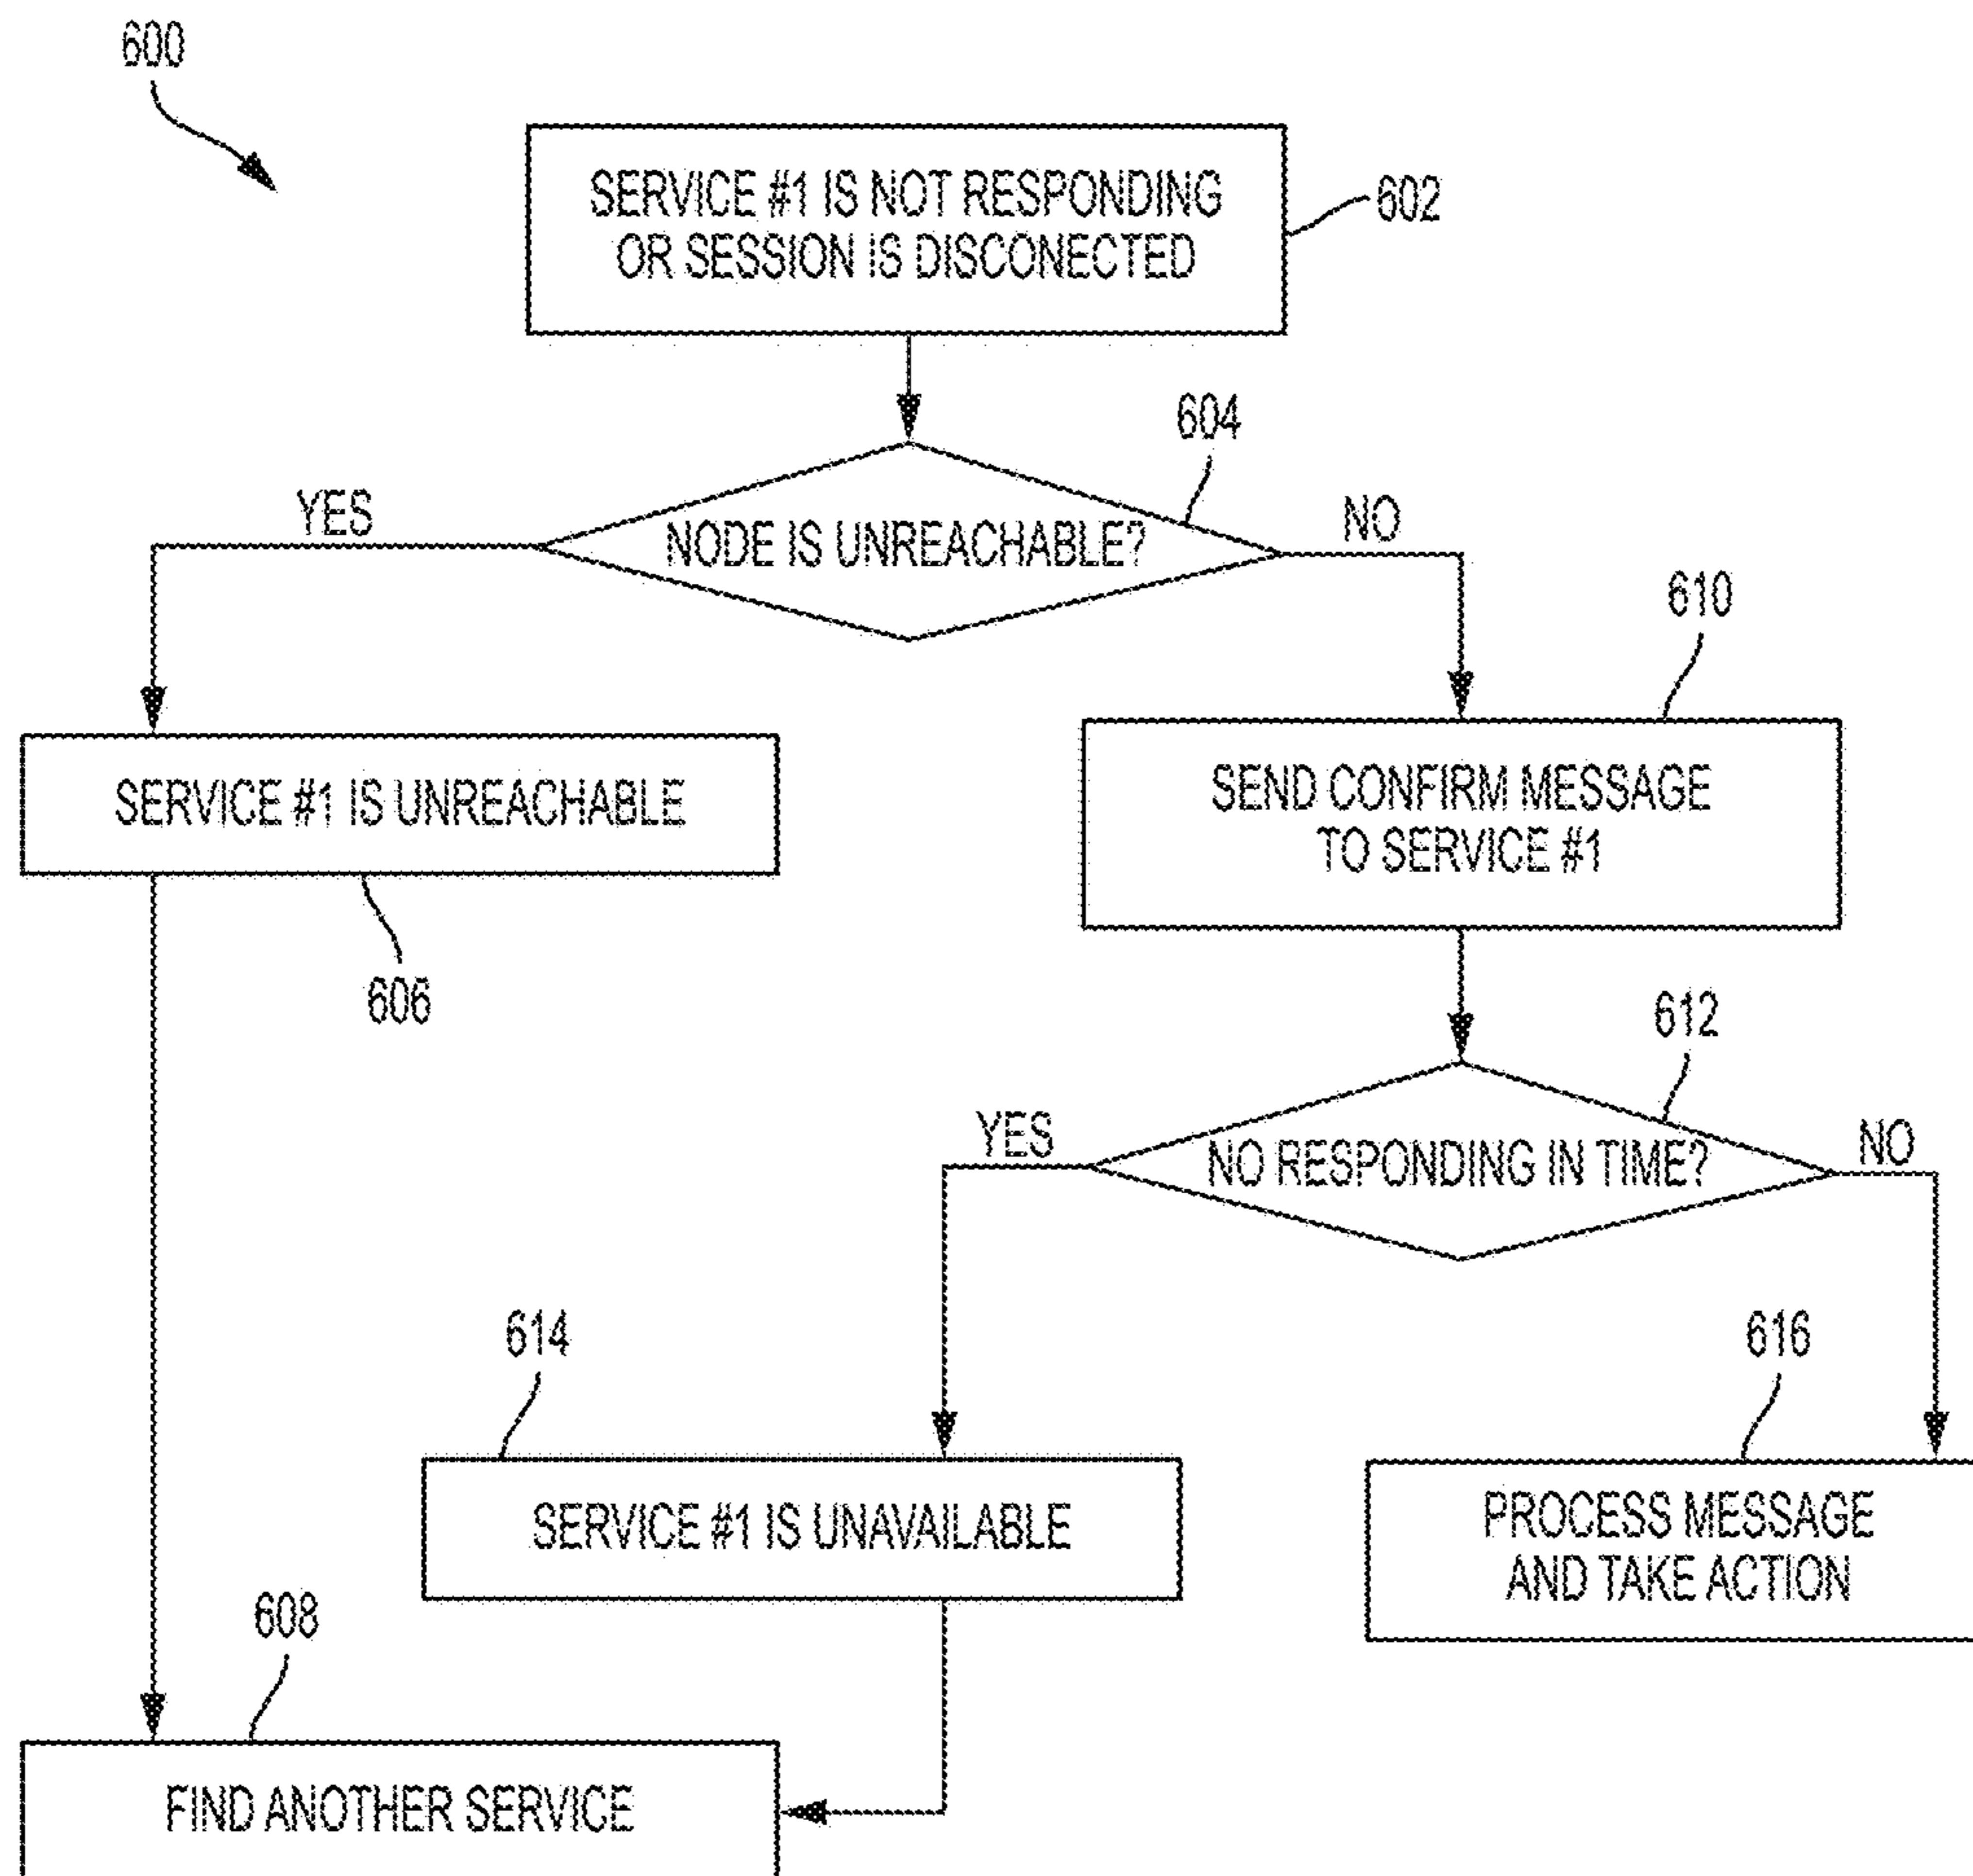 600
SERVICE #1 IS NOT RESPONDING
OR SESSION IS DISCONECTED
602
604
YES
NODE IS UNREACHABLE?
NO
610
SERVICE #1 IS UNREACHABLE
606
SEND CONFIRM MESSAGE
TO SERVICE #1
612
YES
NO RESPONDING IN TIME?
NO
614
SERVICE #1 IS UNAVAILABLE
616
PROCESS MESSAGE
AND TAKE ACTION
608
FIND ANOTHER SERVICE